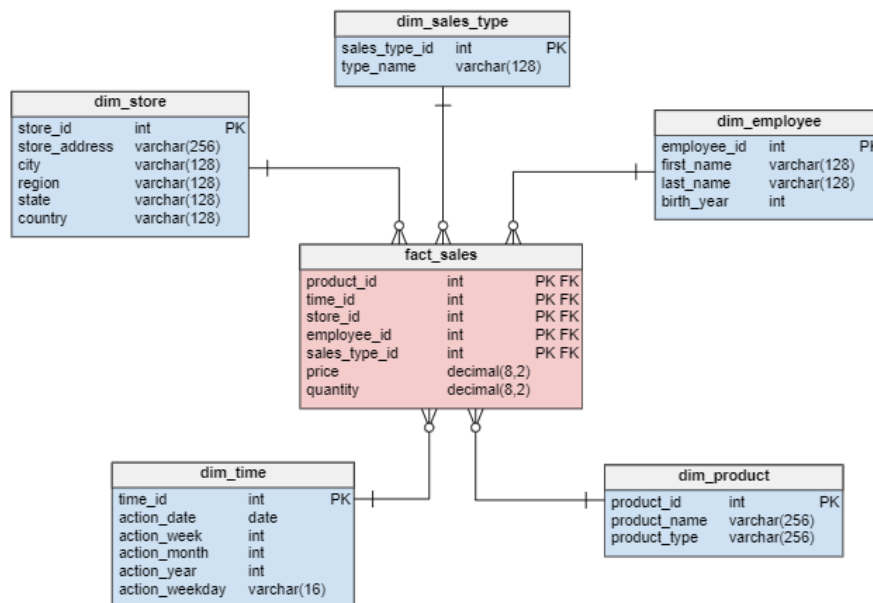 dim_sales_type
sales_type_id int PK
type_name varchar(128)
dim_store
store_id int PK
store_address varchar(256)
city varchar(128)
region varchar(128)
state varchar(128)
country varchar(128)
dim_employee
employee_id int PK
first_name varchar(128)
last_name varchar(128)
birth_year int
fact_sales
product_id int PK FK
time_id int PK FK
store_id int PK FK
employee_id int PK FK
sales_type_id int PK FK
price decimal(8,2)
quantity decimal(8,2)
dim_time
time_id int PK
action_date date
action_week int
action_month int
action_year int
action_weekday varchar(16)
dim_product
product_id int PK
product_name varchar(256)
product_type varchar(256)